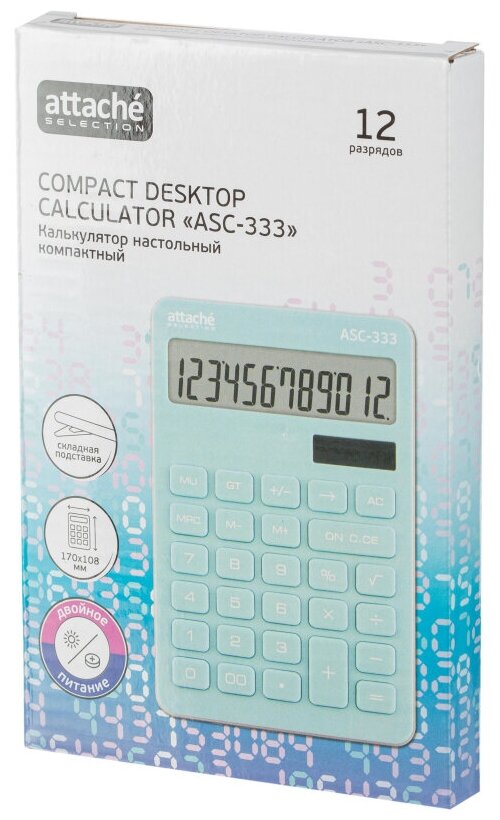 attaché
SELECTION
12
разрядов
COMPACT DESKTOP
CALCULATOR «ASC-333»
Калькулятор настольный
компактный
attaché
SELECTION
ASC-333
123456789012.
складная
подставка
170x108
мм
двойное
питание
MU GT +/− → AC
MRC M− M+ ON C.CE
7 8 9 % √
4 5 6 × ÷
1 2 3 + −
0 00 • =